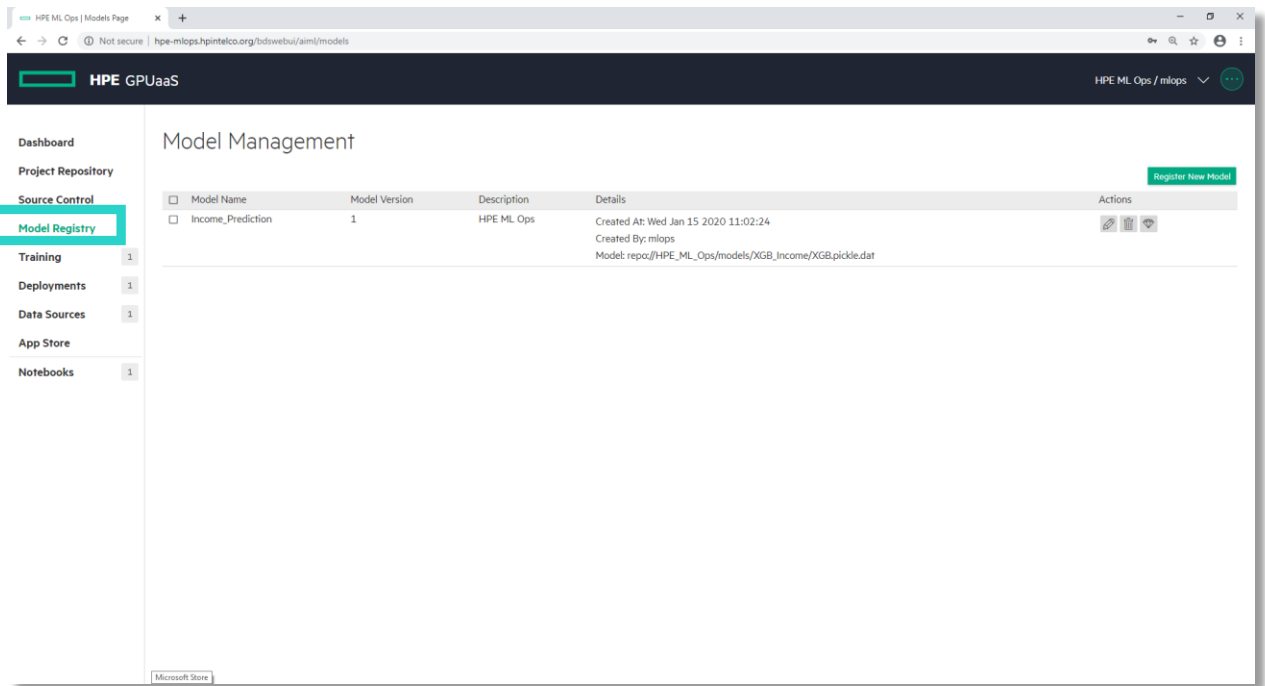 HPE ML Ops | Models Page
Not secure | hpe-mlops.hpintelco.org/bdswebui/aiml/models
HPE GPUaaS
HPE ML Ops / mlops
Dashboard
Project Repository
Source Control
Model Registry
Training 1
Deployments 1
Data Sources 1
App Store
Notebooks 1
Model Management
Register New Model
Model Name Model Version Description Details Actions
Income_Prediction 1 HPE ML Ops Created At: Wed Jan 15 2020 11:02:24
Created By: mlops
Model: repo://HPE_ML_Ops/models/XGB_Income/XGB.pickle.dat
Microsoft Store